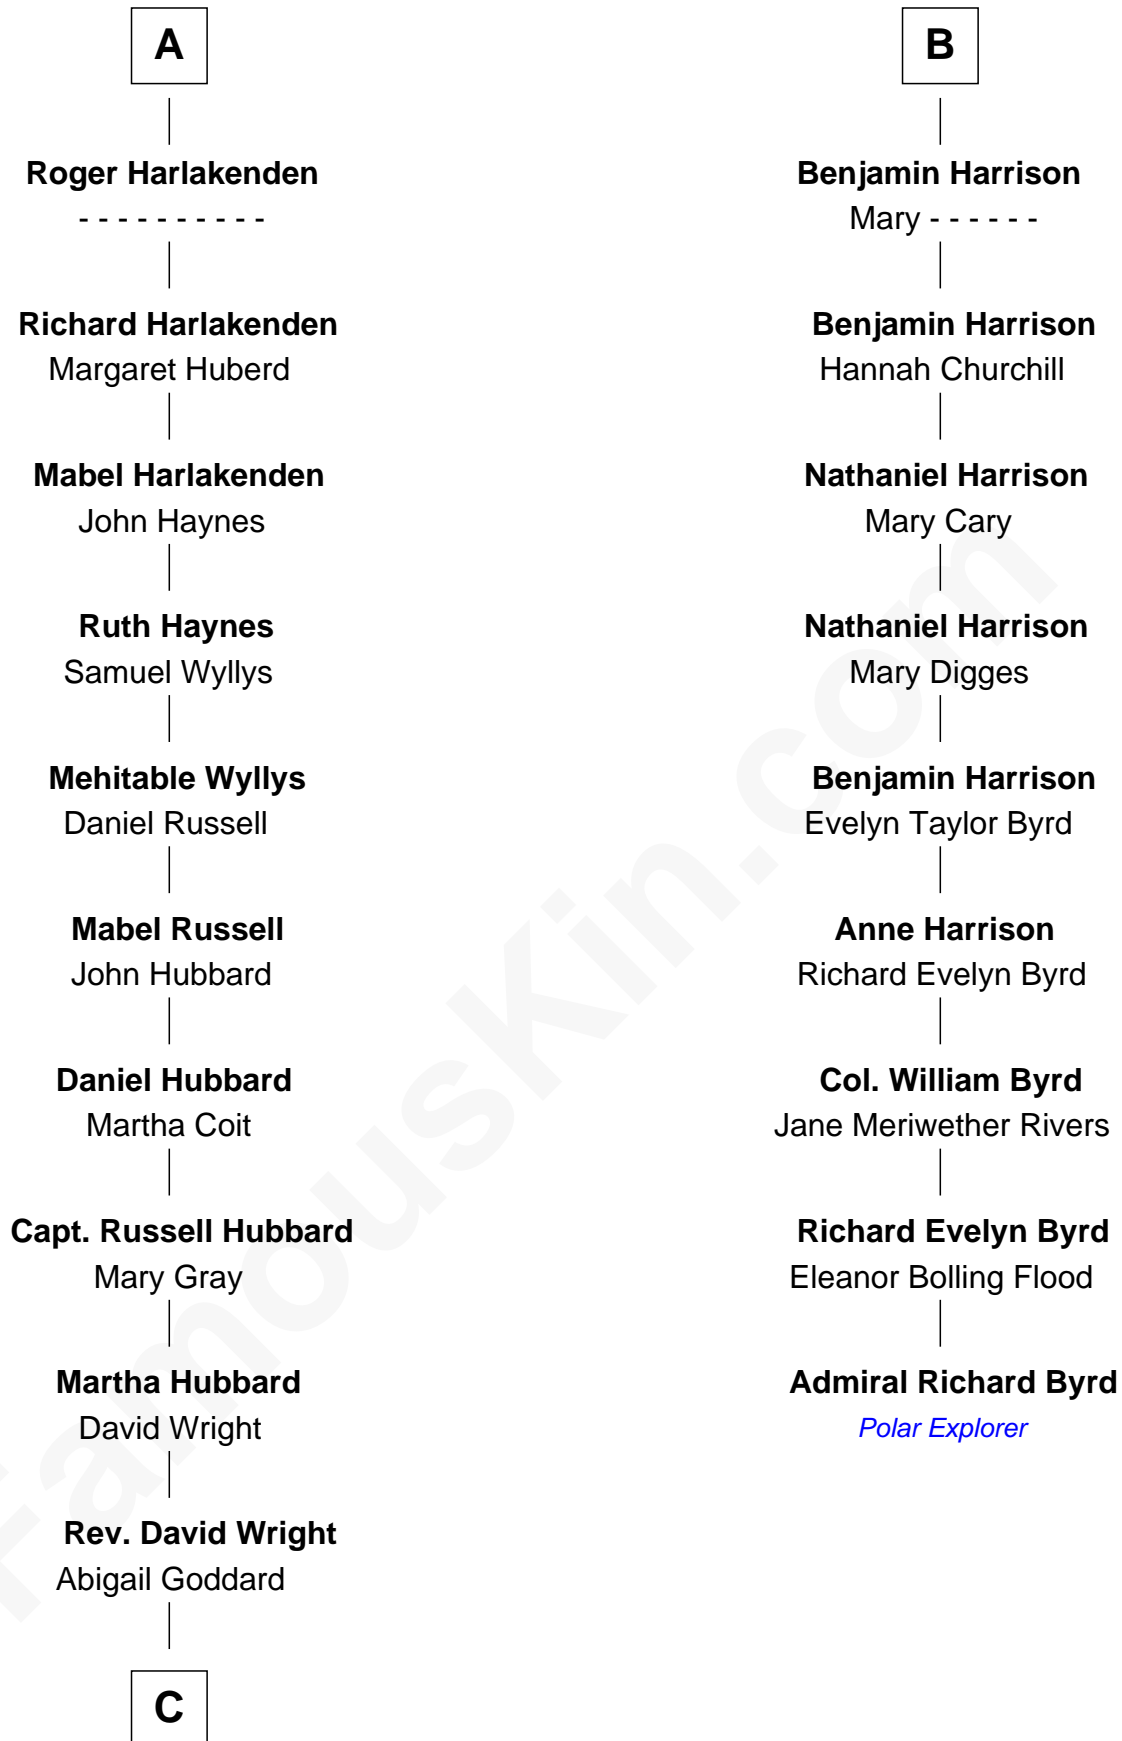 A
Roger Harlakenden
- - - - - - - - - -
Richard Harlakenden
Margaret Huberd
Mabel Harlakenden
John Haynes
Ruth Haynes
Samuel Wyllys
Mehitable Wyllys
Daniel Russell
Mabel Russell
John Hubbard
Daniel Hubbard
Martha Coit
Capt. Russell Hubbard
Mary Gray
Martha Hubbard
David Wright
Rev. David Wright
Abigail Goddard
C
B
Benjamin Harrison
Mary - - - - - -
Benjamin Harrison
Hannah Churchill
Nathaniel Harrison
Mary Cary
Nathaniel Harrison
Mary Digges
Benjamin Harrison
Evelyn Taylor Byrd
Anne Harrison
Richard Evelyn Byrd
Col. William Byrd
Jane Meriwether Rivers
Richard Evelyn Byrd
Eleanor Bolling Flood
Admiral Richard Byrd
Polar Explorer
FamousKin.com